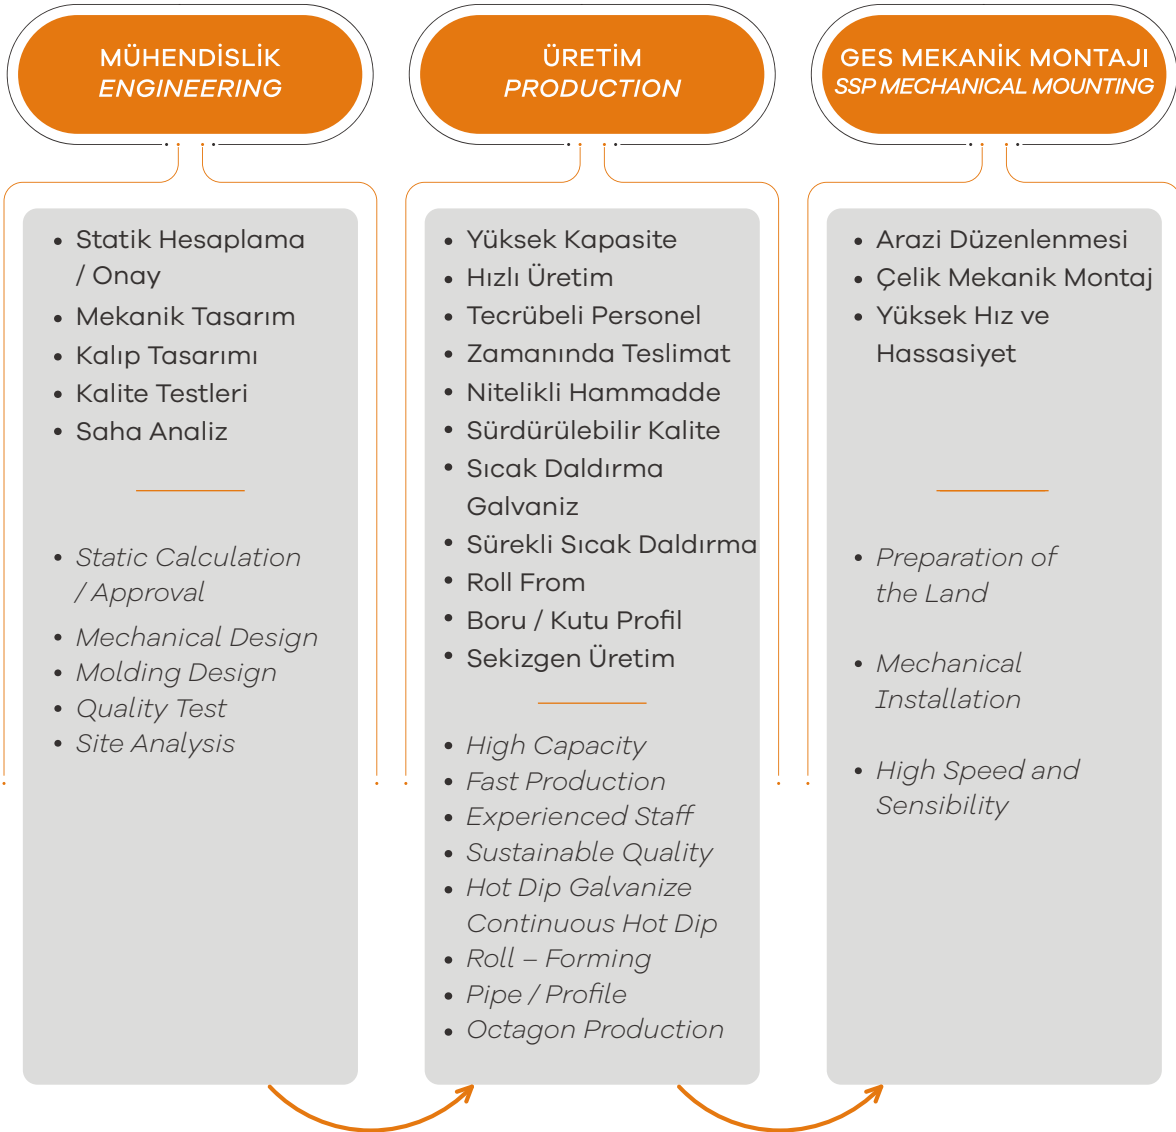 MÜHENDİSLİK
ENGINEERING
• Statik Hesaplama
/ Onay
• Mekanik Tasarım
• Kalıp Tasarımı
• Kalite Testleri
• Saha Analiz
• Static Calculation
/ Approval
• Mechanical Design
• Molding Design
• Quality Test
• Site Analysis
ÜRETİM
PRODUCTION
• Yüksek Kapasite
• Hızlı Üretim
• Tecrübeli Personel
• Zamanında Teslimat
• Nitelikli Hammadde
• Sürdürülebilir Kalite
• Sıcak Daldırma
Galvaniz
• Sürekli Sıcak Daldırma
• Roll From
• Boru / Kutu Profil
• Sekizgen Üretim
• High Capacity
• Fast Production
• Experienced Staff
• Sustainable Quality
• Hot Dip Galvanize
Continuous Hot Dip
• Roll – Forming
• Pipe / Profile
• Octagon Production
GES MEKANİK MONTAJI
SSP MECHANICAL MOUNTING
• Arazi Düzenlenmesi
• Çelik Mekanik Montaj
• Yüksek Hız ve
Hassasiyet
• Preparation of
the Land
• Mechanical
Installation
• High Speed and
Sensibility